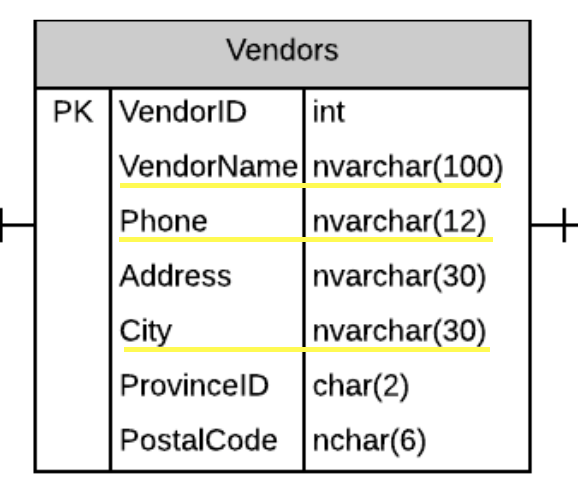 Vendors
PK VendorID int
VendorName nvarchar(100)
Phone nvarchar(12)
Address nvarchar(30)
City nvarchar(30)
ProvinceID char(2)
PostalCode nchar(6)